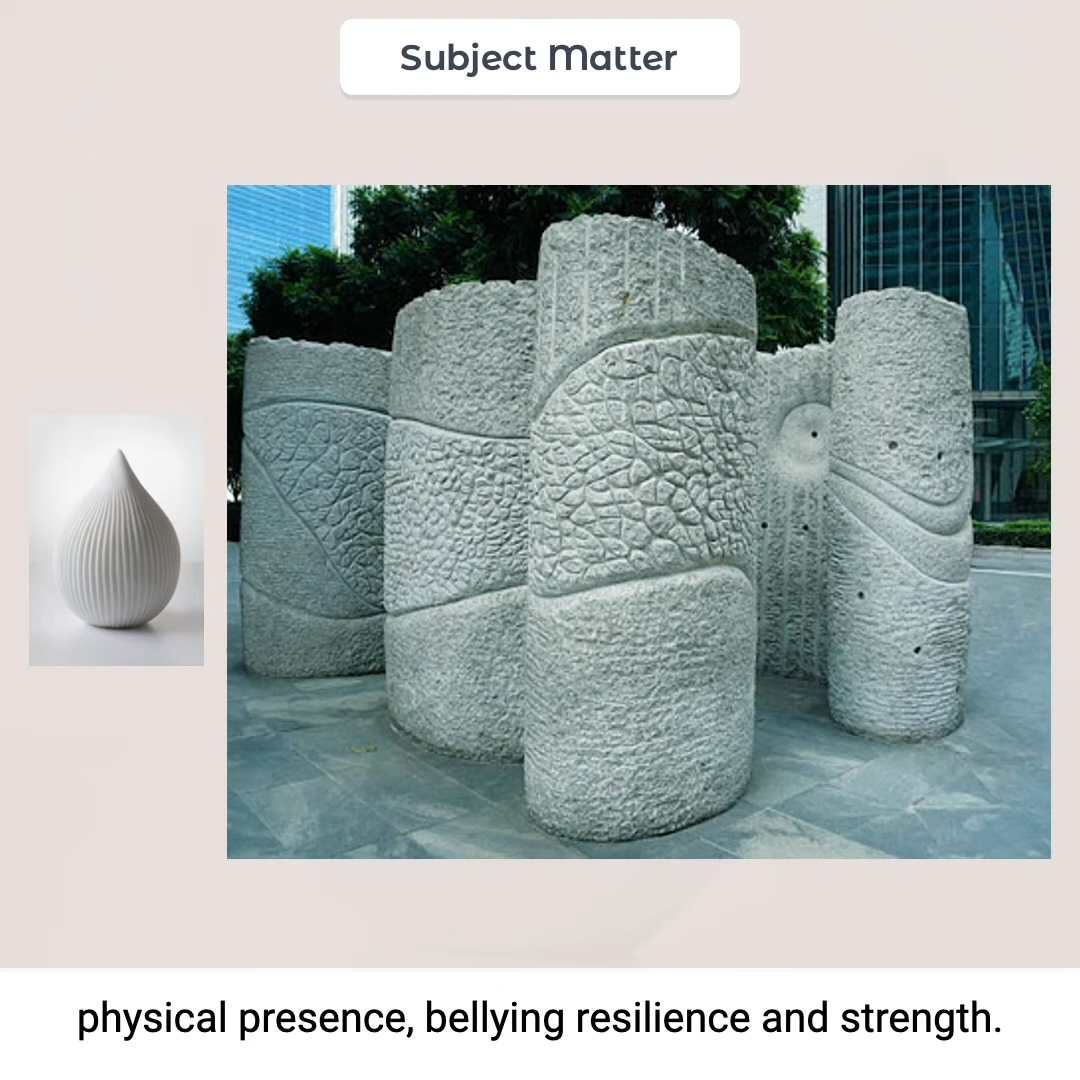 Subject Matter
physical presence, bellying resilience and strength.